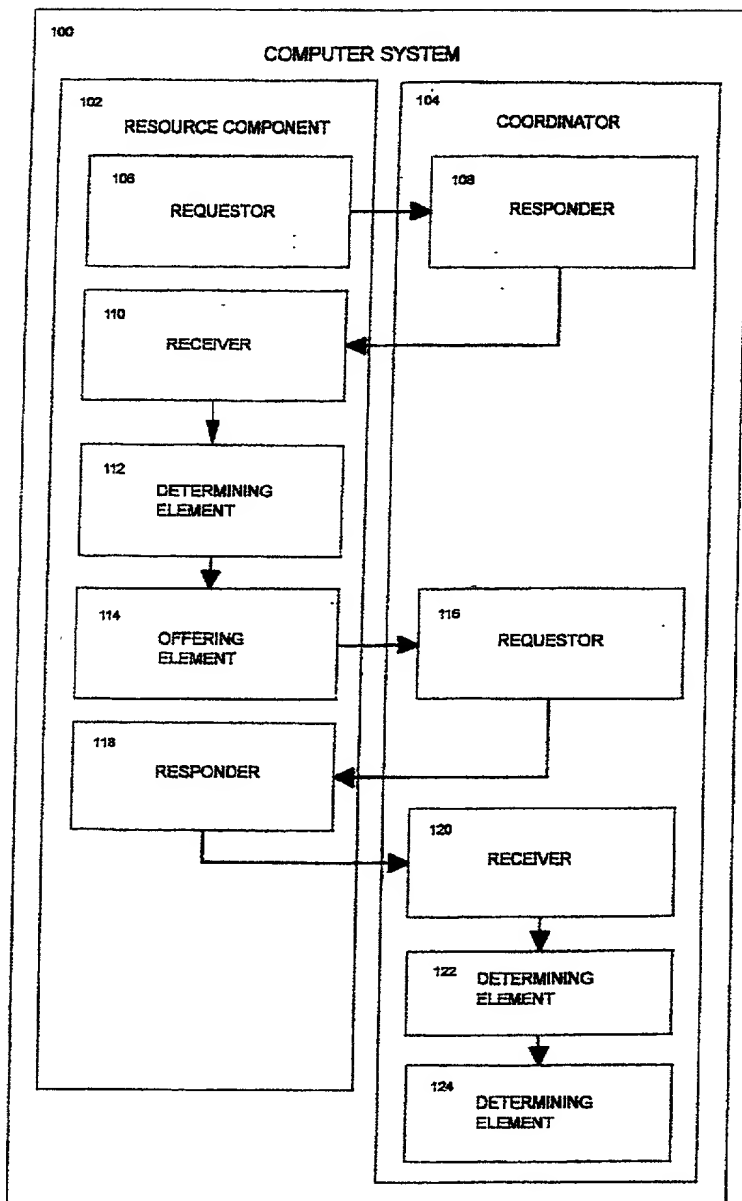 100
COMPUTER SYSTEM
102
RESOURCE COMPONENT
104
COORDINATOR
106
REQUESTOR
108
RESPONDER
110
RECEIVER
112
DETERMINING
ELEMENT
114
OFFERING
ELEMENT
116
REQUESTOR
118
RESPONDER
120
RECEIVER
122
DETERMINING
ELEMENT
124
DETERMINING
ELEMENT